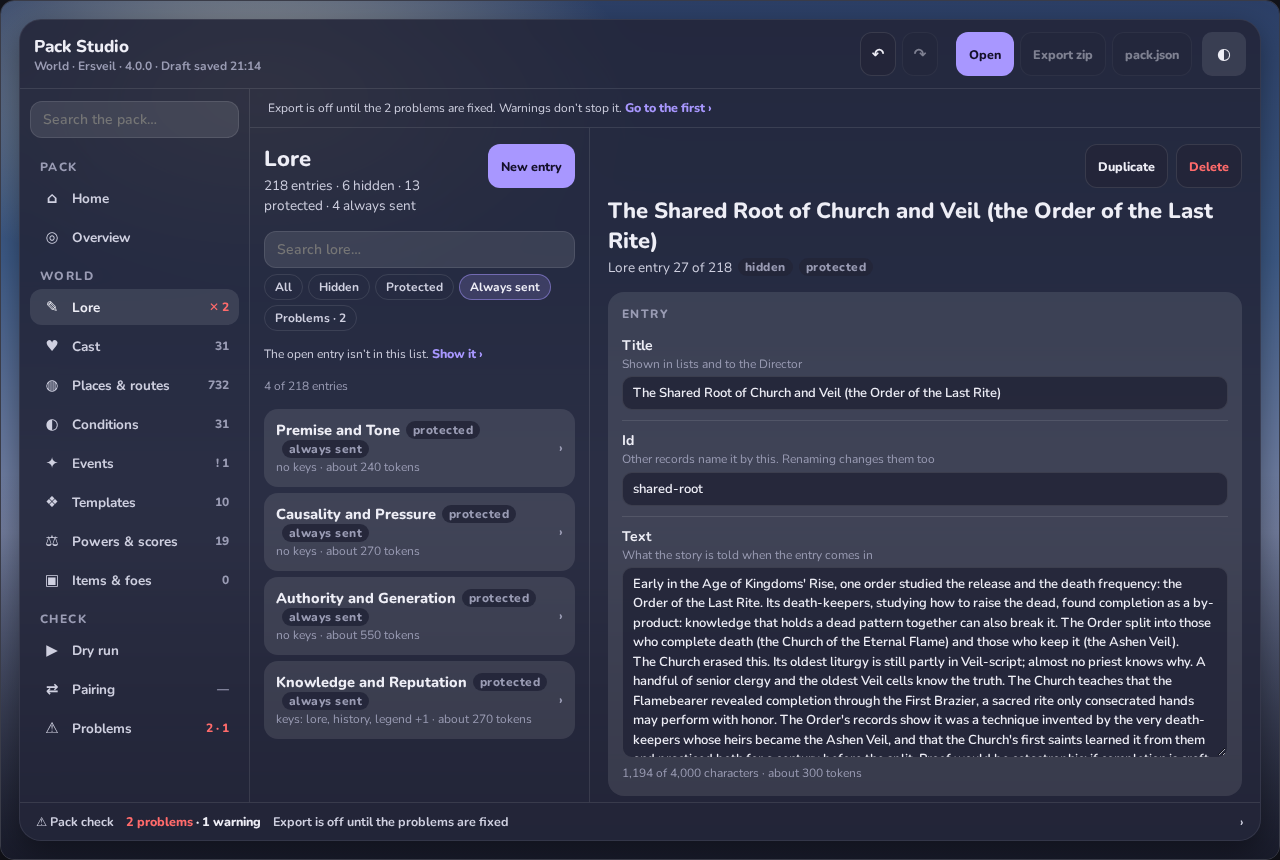 Pack Studio
World · Ersveil · 4.0.0 · Draft saved 21:14
↶
↷
Open
Export zip
pack.json
Search the pack…
PACK
Home
Overview
WORLD
Lore × 2
Cast 31
Places & routes 732
Conditions 31
Events ! 1
Templates 10
Powers & scores 19
Items & foes 0
CHECK
Dry run
Pairing —
Problems 2 · 1
Export is off until the 2 problems are fixed. Warnings don’t stop it. Go to the first ›
Lore
218 entries · 6 hidden · 13
protected · 4 always sent
New entry
Search lore…
All Hidden Protected Always sent
Problems · 2
The open entry isn’t in this list. Show it ›
4 of 218 entries
Premise and Tone protected
always sent ›
no keys · about 240 tokens
Causality and Pressure protected
always sent ›
no keys · about 270 tokens
Authority and Generation protected
always sent ›
no keys · about 550 tokens
Knowledge and Reputation protected
always sent ›
keys: lore, history, legend +1 · about 270 tokens
Duplicate Delete
The Shared Root of Church and Veil (the Order of the Last
Rite)
Lore entry 27 of 218 hidden protected
ENTRY
Title
Shown in lists and to the Director
The Shared Root of Church and Veil (the Order of the Last Rite)
Id
Other records name it by this. Renaming changes them too
shared-root
Text
What the story is told when the entry comes in
Early in the Age of Kingdoms' Rise, one order studied the release and the death frequency: the
Order of the Last Rite. Its death-keepers, studying how to raise the dead, found completion as a by-
product: knowledge that holds a dead pattern together can also break it. The Order split into those
who complete death (the Church of the Eternal Flame) and those who keep it (the Ashen Veil).
The Church erased this. Its oldest liturgy is still partly in Veil-script; almost no priest knows why. A
handful of senior clergy and the oldest Veil cells know the truth. The Church teaches that the
Flamebearer revealed completion through the First Brazier, a sacred rite only consecrated hands
may perform with honor. The Order's records show it was a technique invented by the very death-
keepers whose heirs became the Ashen Veil, and that the Church's first saints learned it from them
1,194 of 4,000 characters · about 300 tokens
⚠ Pack check 2 problems · 1 warning Export is off until the problems are fixed ›